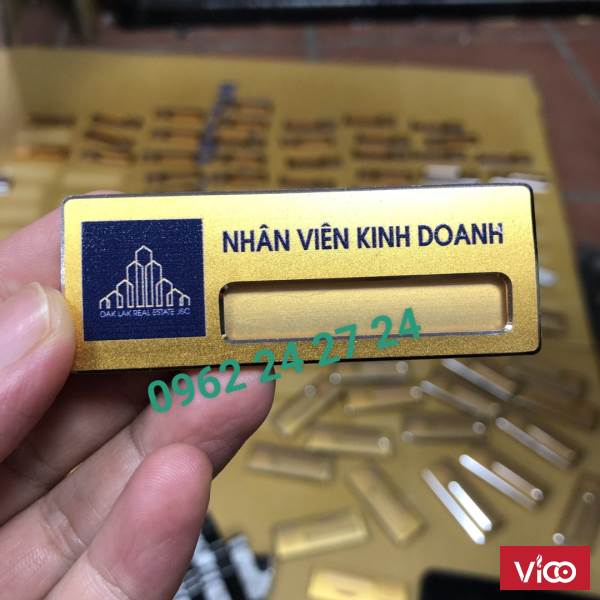 NHÂN VIÊN KINH DOANH
OAK LAK REAL ESTATE JSC
0962 24 27 24
VICO